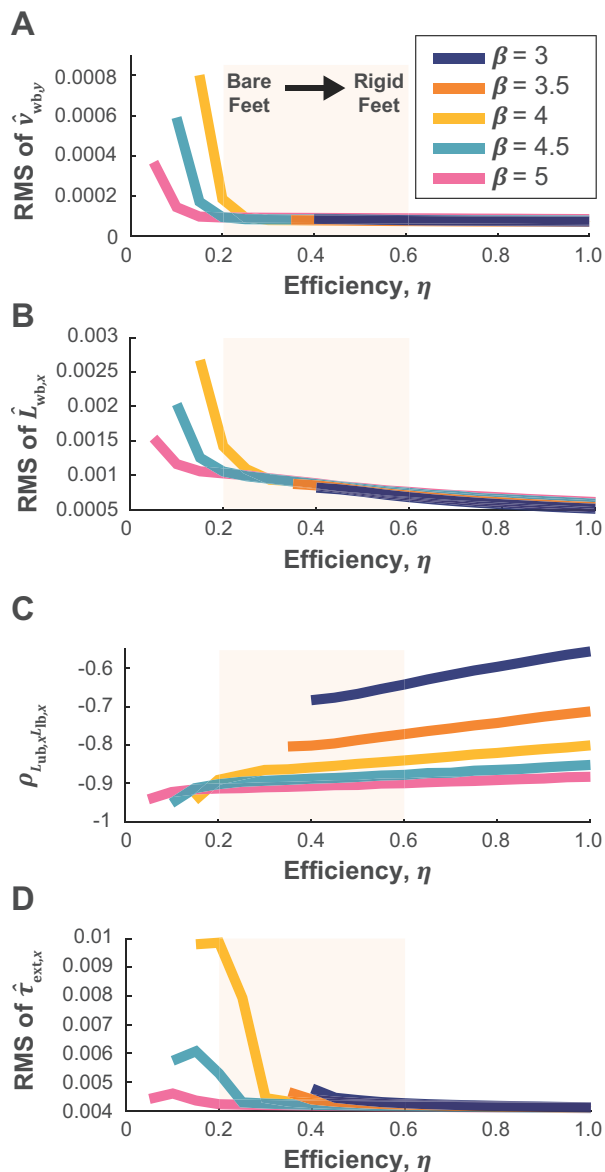 A
RMS of v̂wb,y
0.0008
0.0006
0.0004
0.0002
0
Bare Feet
Rigid Feet
β = 3
β = 3.5
β = 4
β = 4.5
β = 5
0 0.2 0.4 0.6 0.8 1.0
Efficiency, η
B
RMS of L̂wb,x
0.003
0.0025
0.002
0.0015
0.001
0.0005
0 0.2 0.4 0.6 0.8 1.0
Efficiency, η
C
ρLub,xLlb,x
-0.6
-0.7
-0.8
-0.9
-1
0 0.2 0.4 0.6 0.8 1.0
Efficiency, η
D
RMS of τ̂ext,x
0.01
0.009
0.008
0.007
0.006
0.005
0.004
0 0.2 0.4 0.6 0.8 1.0
Efficiency, η